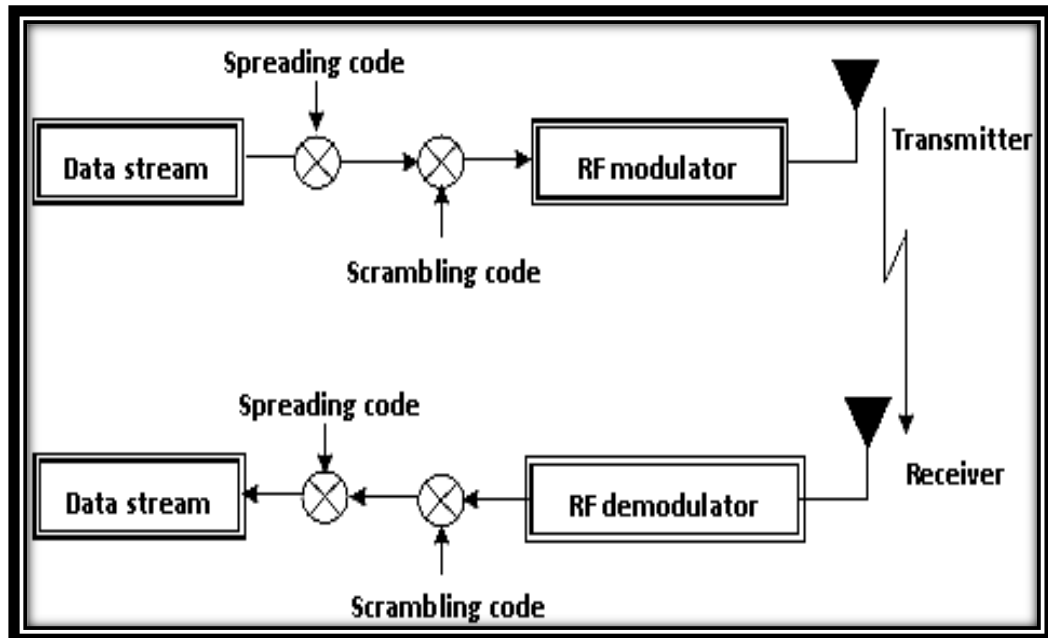 Spreading code
Data stream
RF modulator
Transmitter
Scrambling code
Spreading code
Data stream
RF demodulator
Receiver
Scrambling code